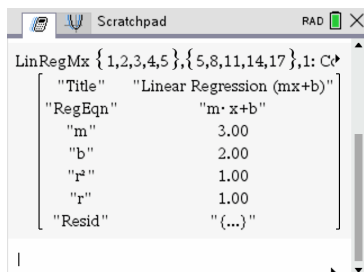 Scratchpad RAD
LinRegMx {1,2,3,4,5},{5,8,11,14,17},1: Co
"Title" "Linear Regression (mx+b)"
"RegEqn" "m·x+b"
"m" 3.00
"b" 2.00
"r²" 1.00
"r" 1.00
"Resid" "{...}"